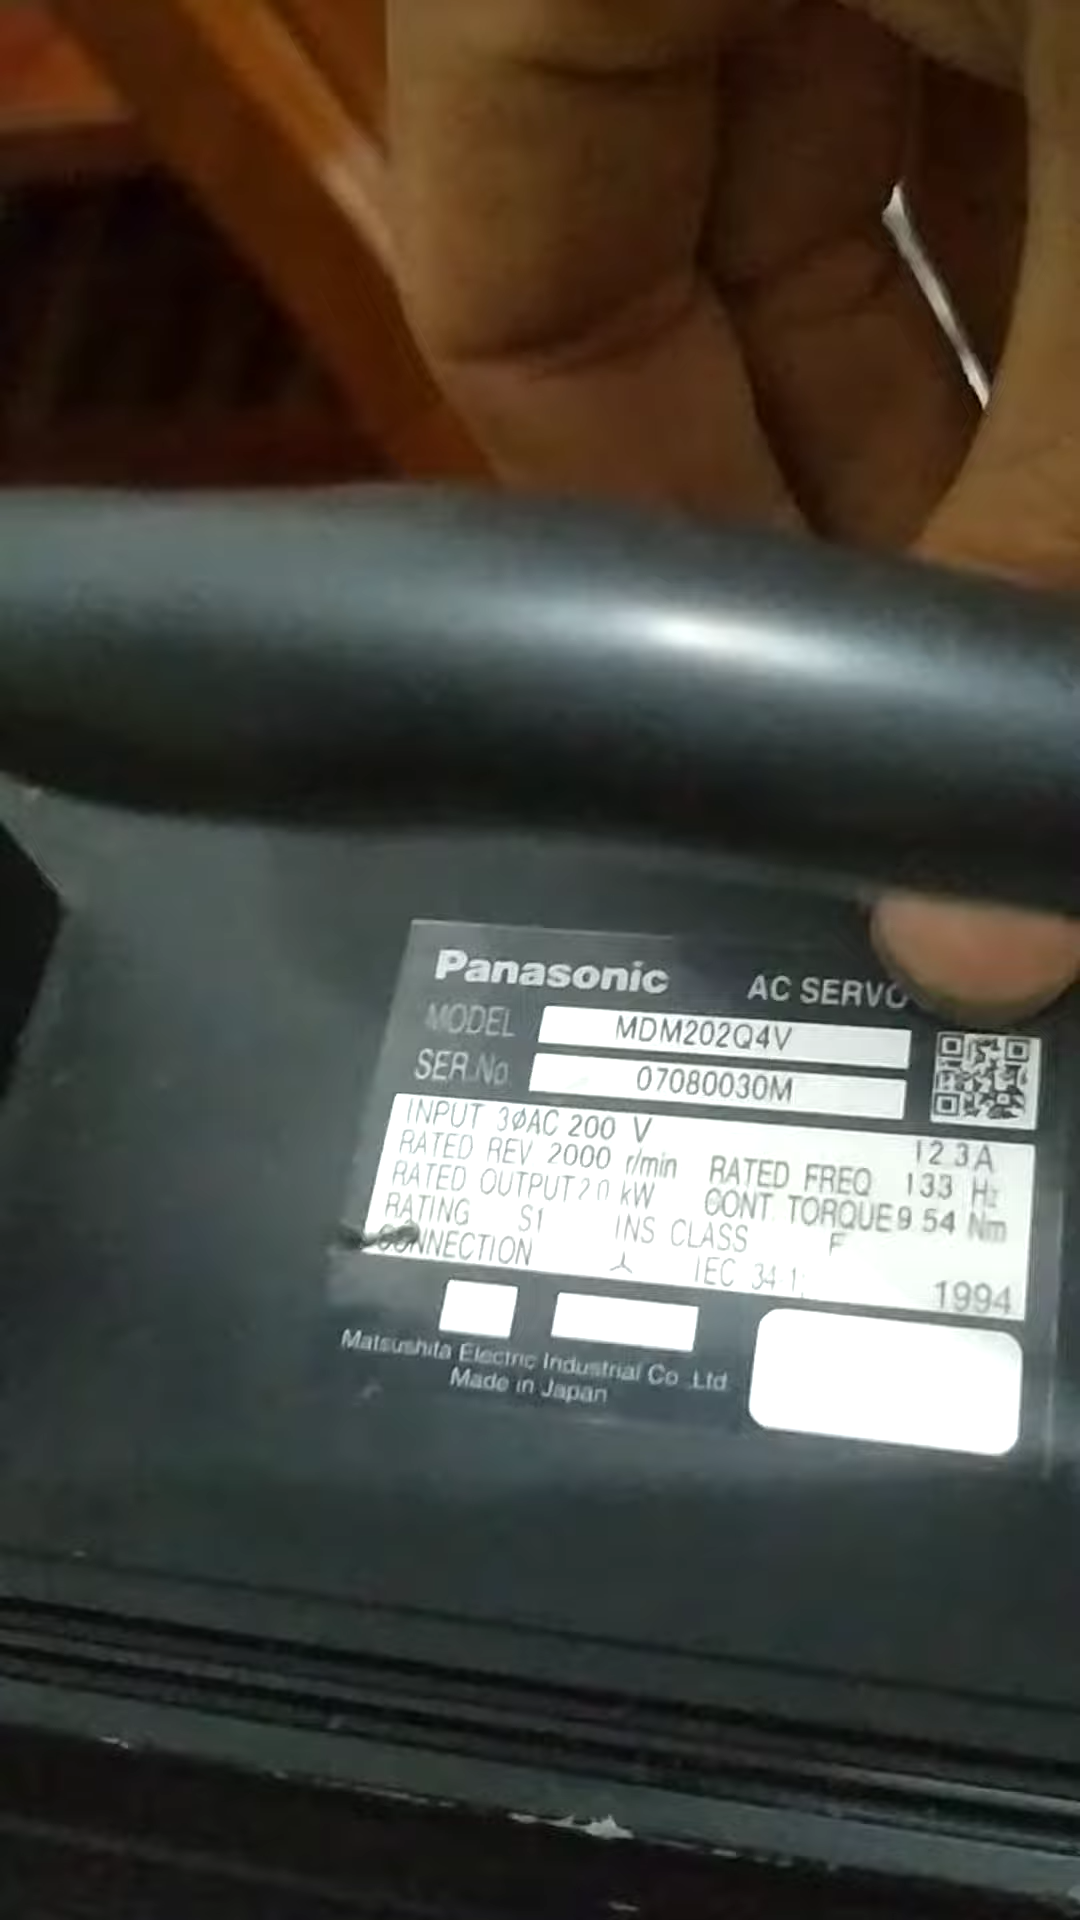 Panasonic AC SERVO
MODEL MDM202Q4V
SER.No. 07080030M
INPUT 3ØAC 200 V 12.3A
RATED REV 2000 r/min RATED FREQ 133 Hz
RATED OUTPUT 2.0 kW CONT. TORQUE 9.54 Nm
RATING S1 INS CLASS F
CONNECTION IEC 34-1: 1994
Matsushita Electric Industrial Co.,Ltd
Made in Japan